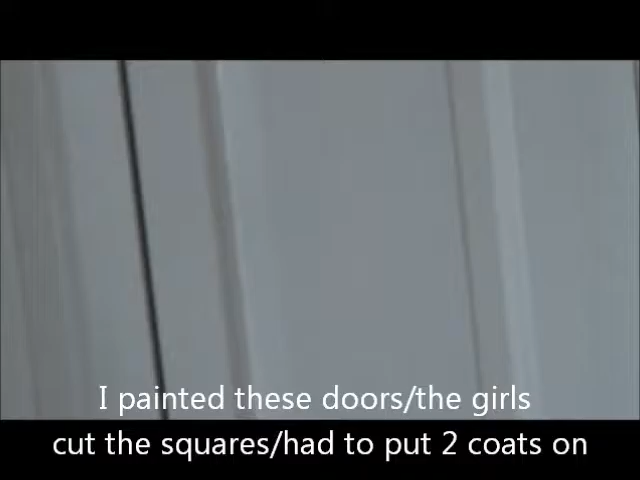 I painted these doors/the girls
cut the squares/had to put 2 coats on